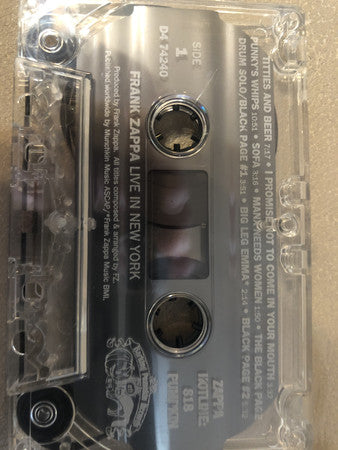 TITTIES AND BEER 7:37 • I PROMISE NOT TO COME IN YOUR MOUTH
PUNKY'S WHIPS 10:51 • SOFA 3:16 • MANX NEEDS WOMEN 1:50 • THE BLACK PAGE
DRUM SOLO/BLACK PAGE #1 3:51 • BIG LEG EMMA* 2:14 • BLACK PAGE #2
SIDE
1
D4 74240
FRANK ZAPPA LIVE IN NEW YORK
Produced by Frank Zappa. All titles composed & arranged by FZ.
Published worldwide by Munchkin Music ASCAP/*Frank Zappa Music BMI.
ZAPPA
HOTLINE:
818
PUMPKIN